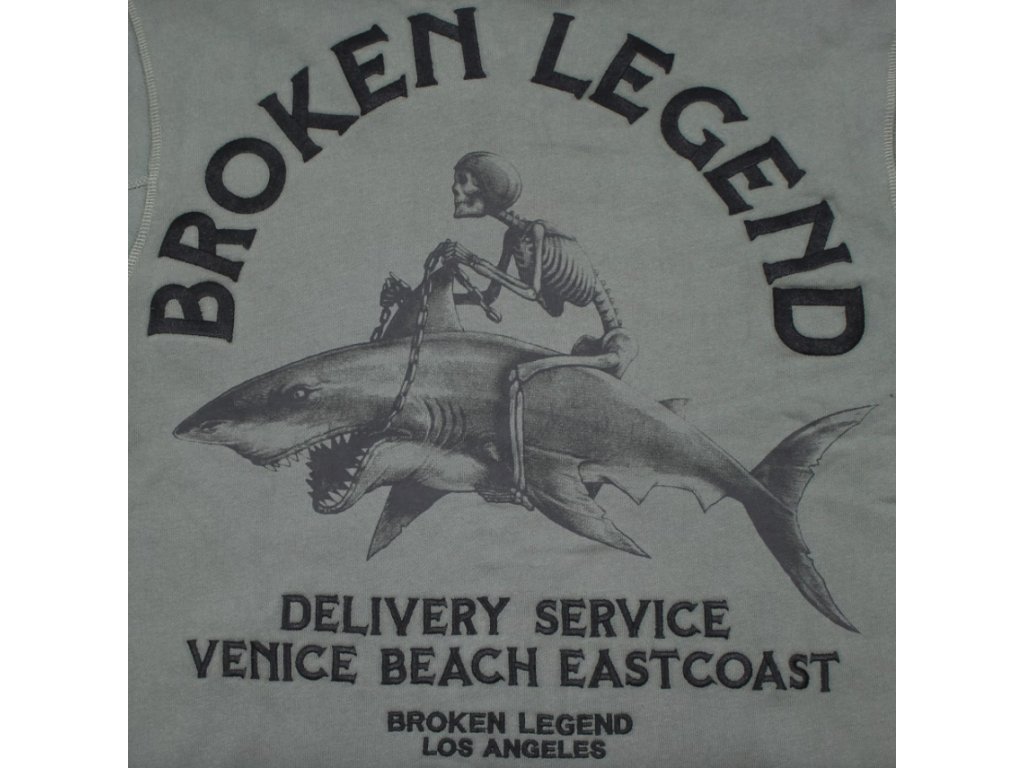 BROKEN LEGEND
DELIVERY SERVICE
VENICE BEACH EASTCOAST
BROKEN LEGEND
LOS ANGELES